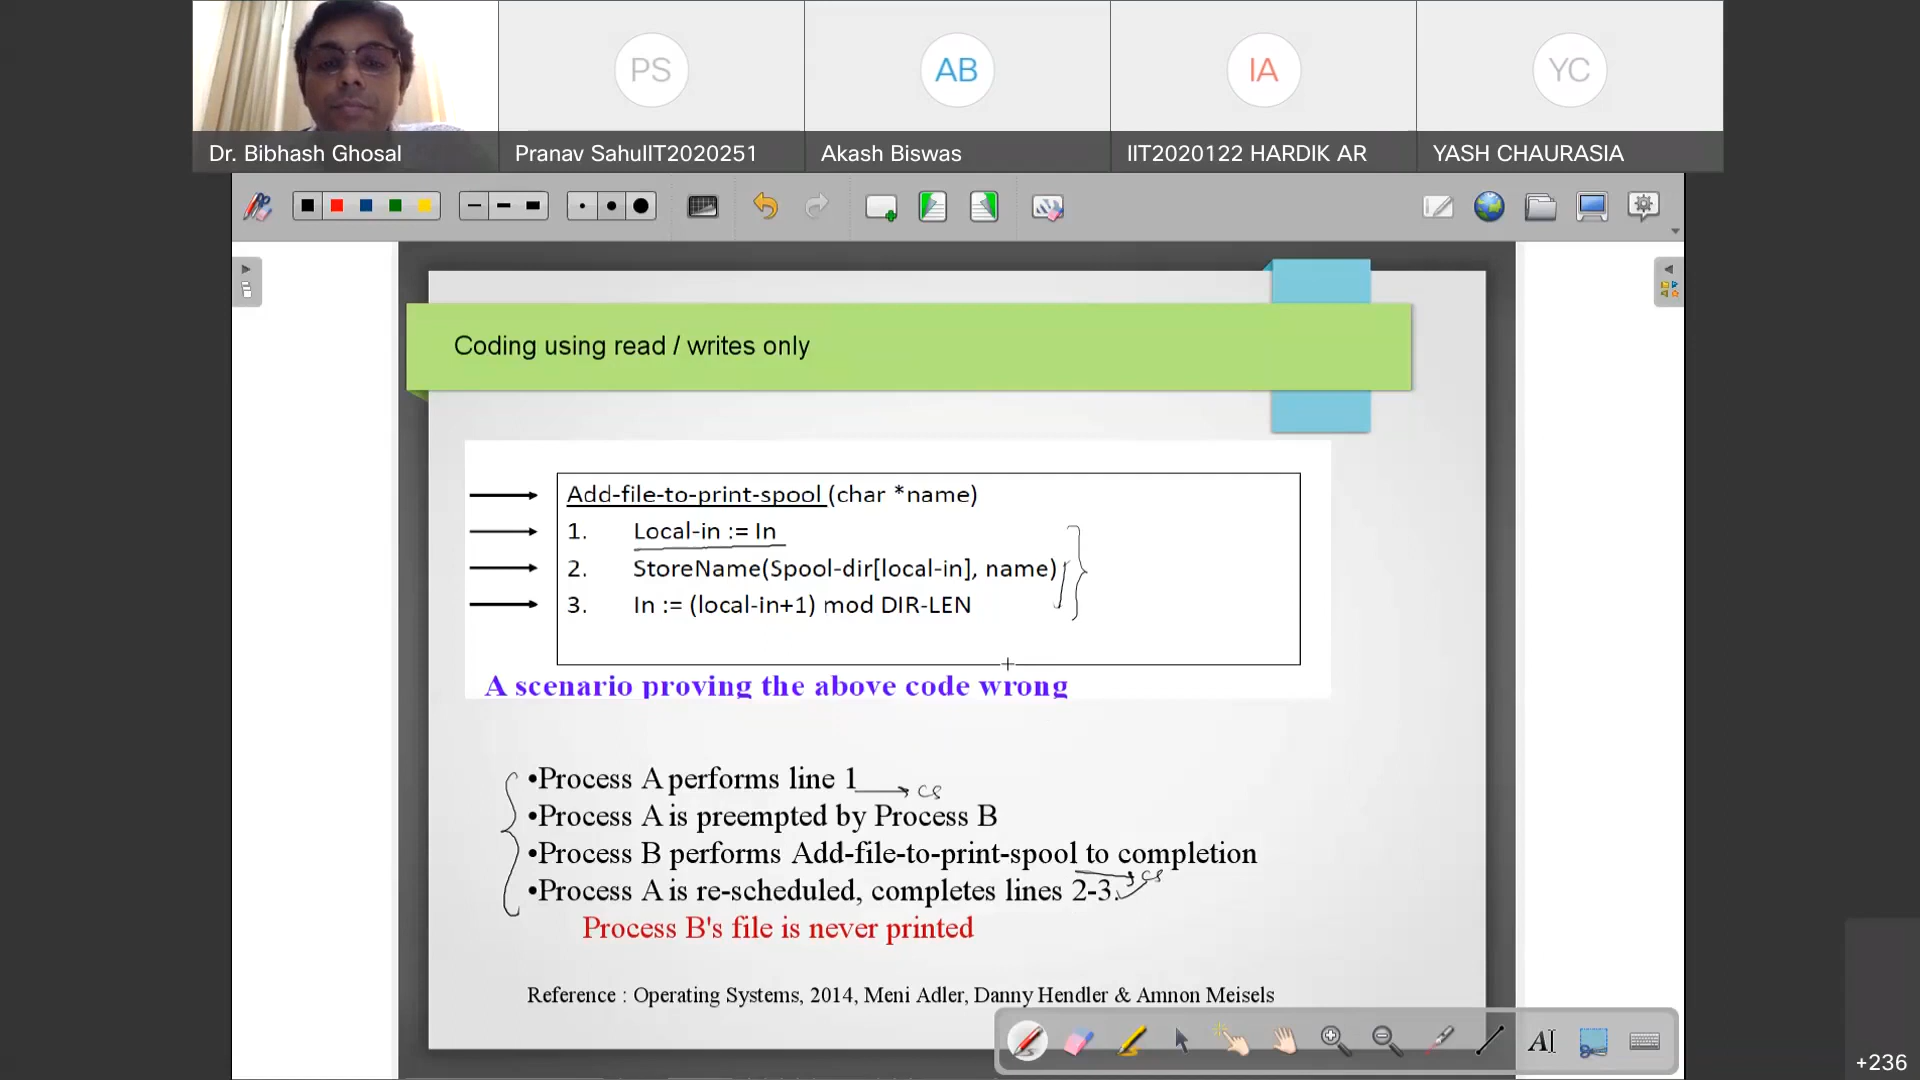 PS
AB
IA
YC
Dr. Bibhash Ghosal
Pranav SahuIIT2020251
Akash Biswas
IIT2020122 HARDIK AR
YASH CHAURASIA
Coding using read / writes only
Add-file-to-print-spool (char *name)
1. Local-in := In
2. StoreName(Spool-dir[local-in], name)
3. In := (local-in+1) mod DIR-LEN
A scenario proving the above code wrong
•Process A performs line 1 cs
•Process A is preempted by Process B
•Process B performs Add-file-to-print-spool to completion
cs
•Process A is re-scheduled, completes lines 2-3.
Process B's file is never printed
Reference : Operating Systems, 2014, Meni Adler, Danny Hendler & Amnon Meisels
+236